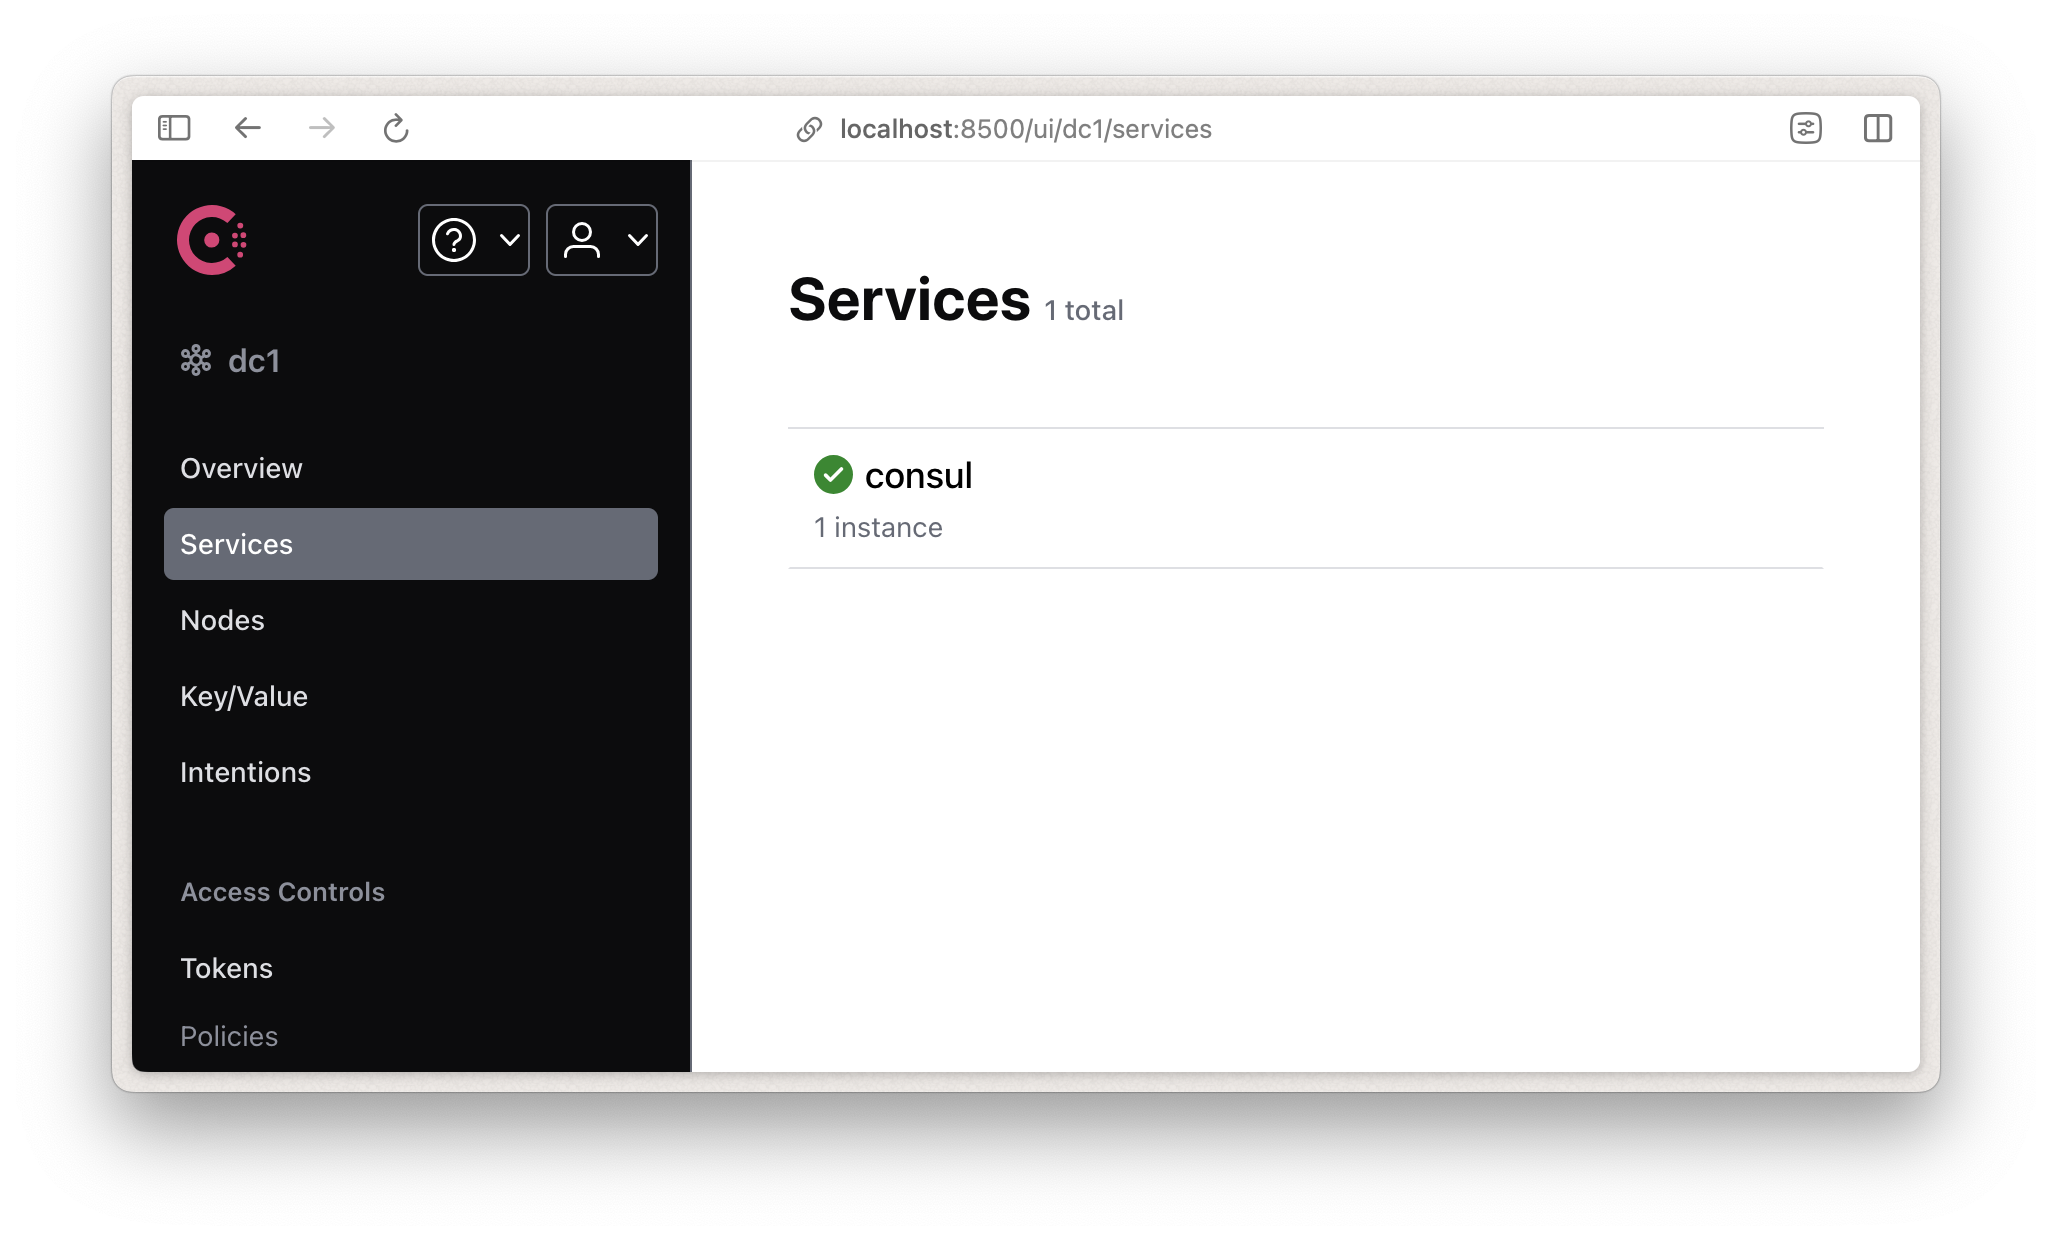 localhost:8500/ui/dc1/services
dc1
Overview
Services
Nodes
Key/Value
Intentions
Access Controls
Tokens
Policies
Services 1 total
consul
1 instance